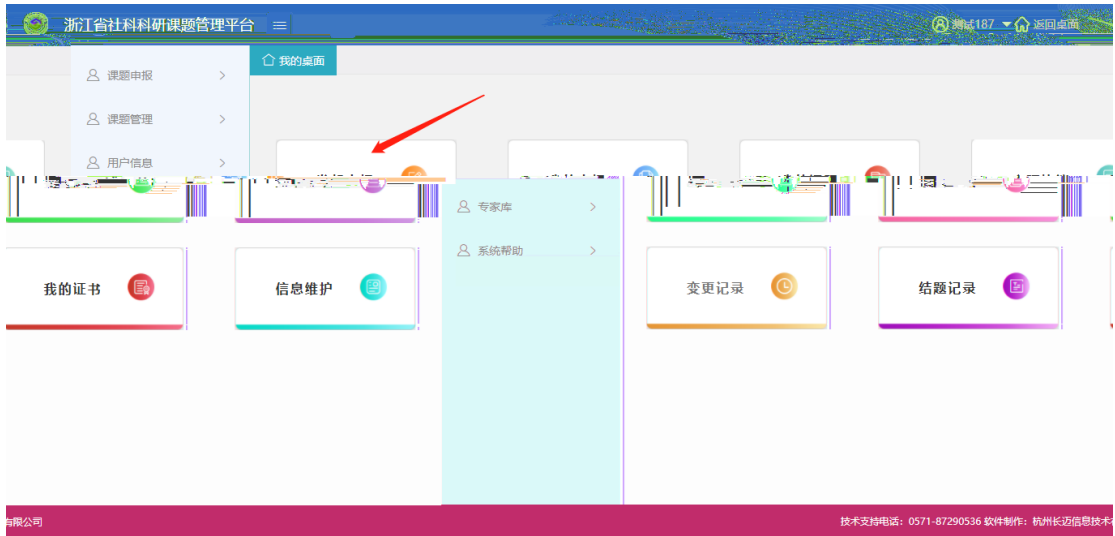 浙江省社科科研课题管理平台
测试187 返回桌面
我的桌面
课题申报
课题管理
用户信息
专家库
系统帮助
我的证书
信息维护
变更记录
结题记录
有限公司
技术支持电话：0571-87290536 软件制作：杭州长迈信息技术